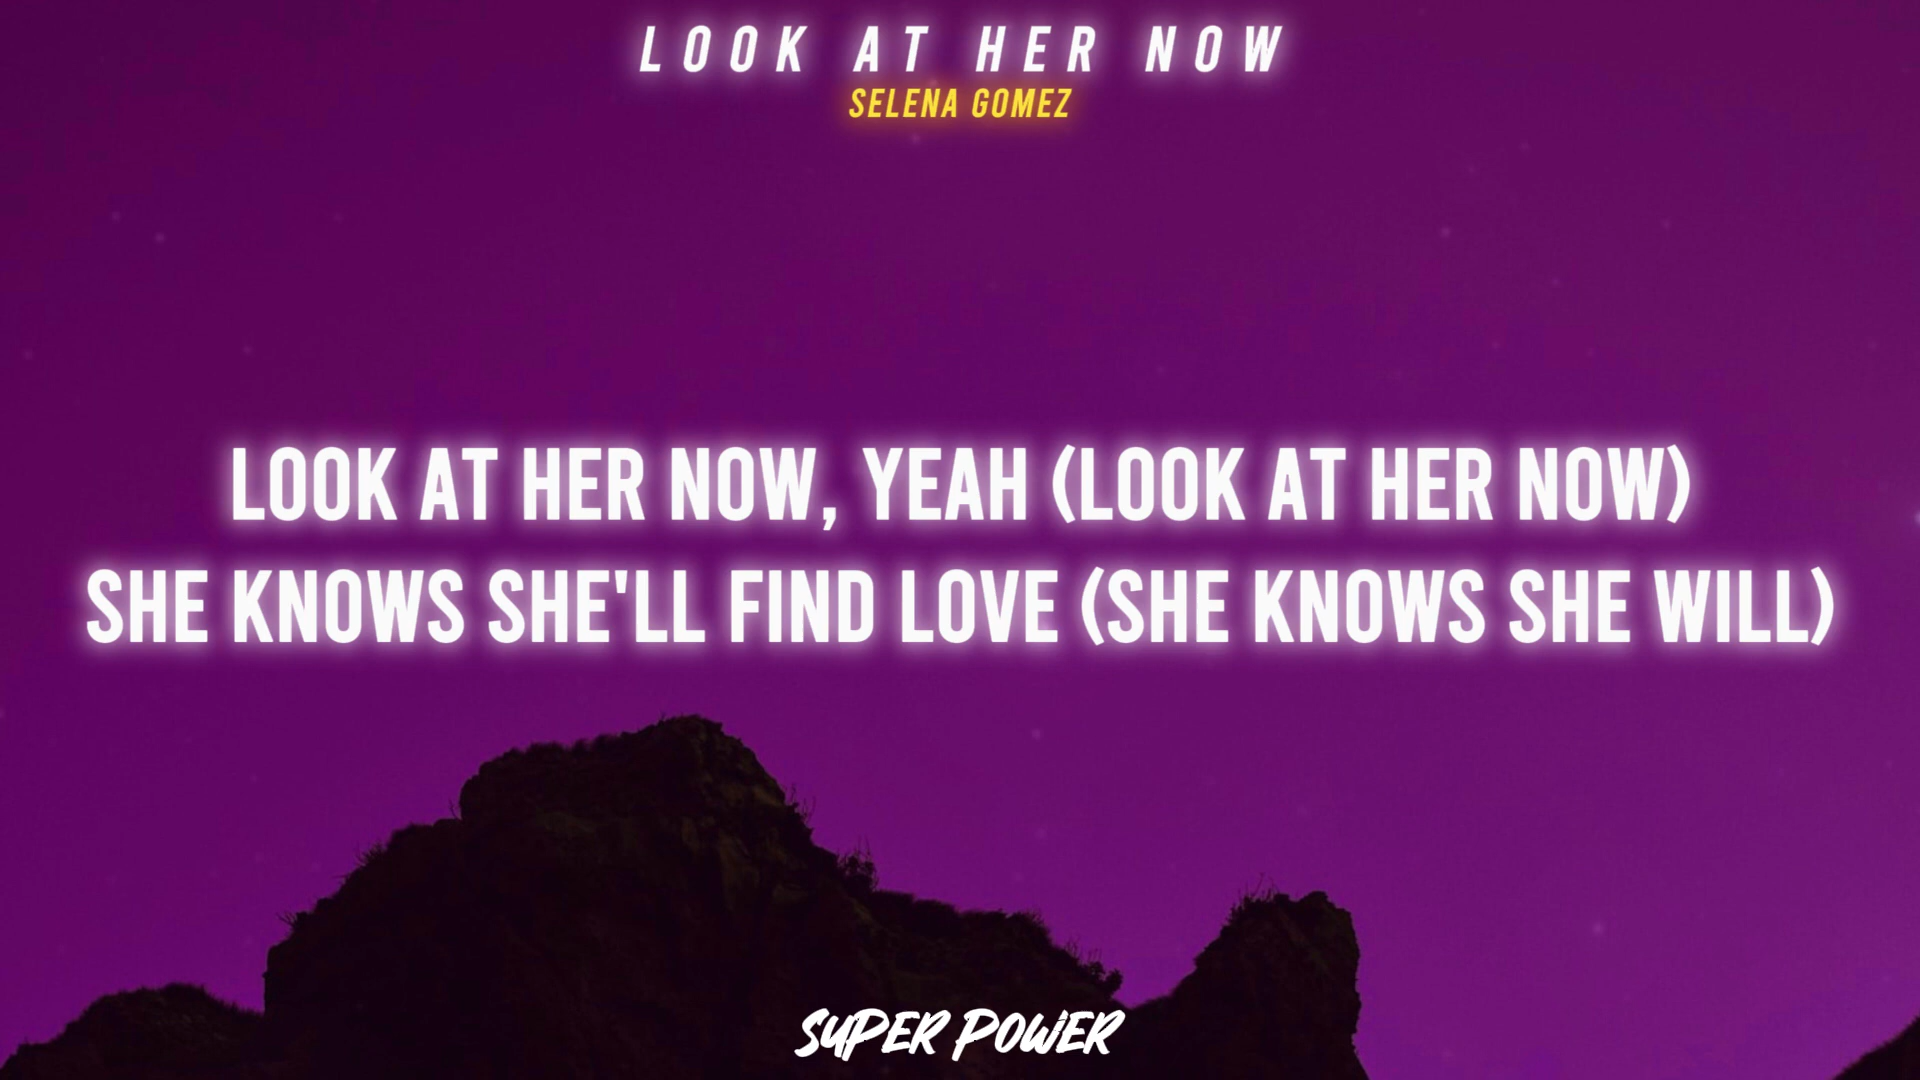 LOOK AT HER NOW
SELENA GOMEZ
LOOK AT HER NOW, YEAH (LOOK AT HER NOW)
SHE KNOWS SHE'LL FIND LOVE (SHE KNOWS SHE WILL)
SUPER POWER